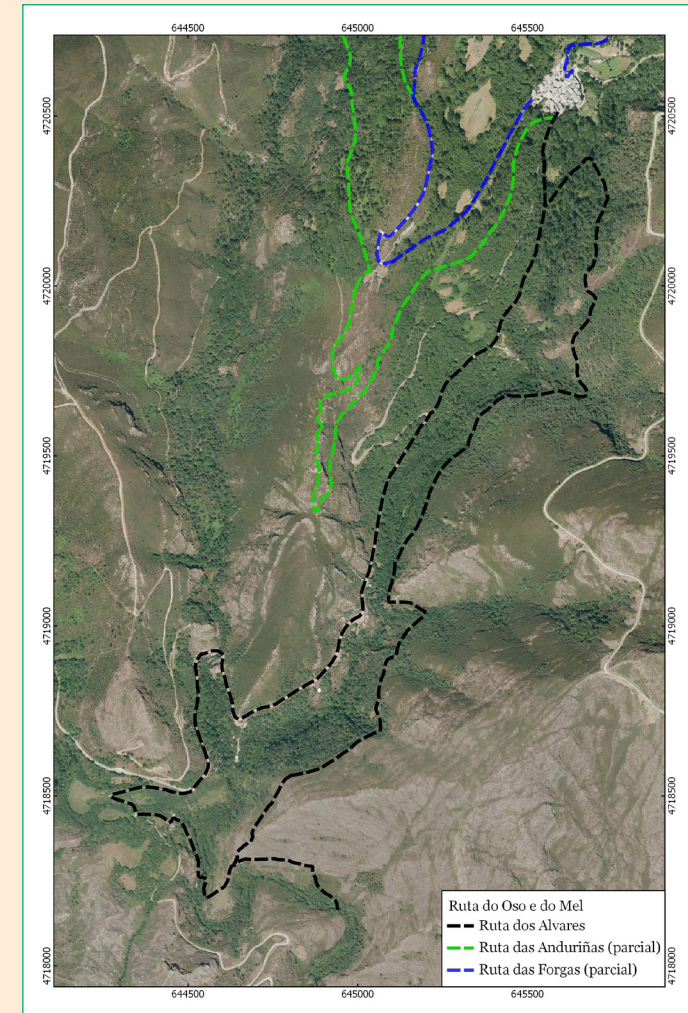 644500 645000 645500
4720500 4720500
4720000 4720000
4719500 4719500
4719000 4719000
4718500 4718500
4718000 4718000
Ruta do Oso e do Mel
Ruta dos Alvares
Ruta das Anduriñas (parcial)
Ruta das Forgas (parcial)
644500 645000 645500